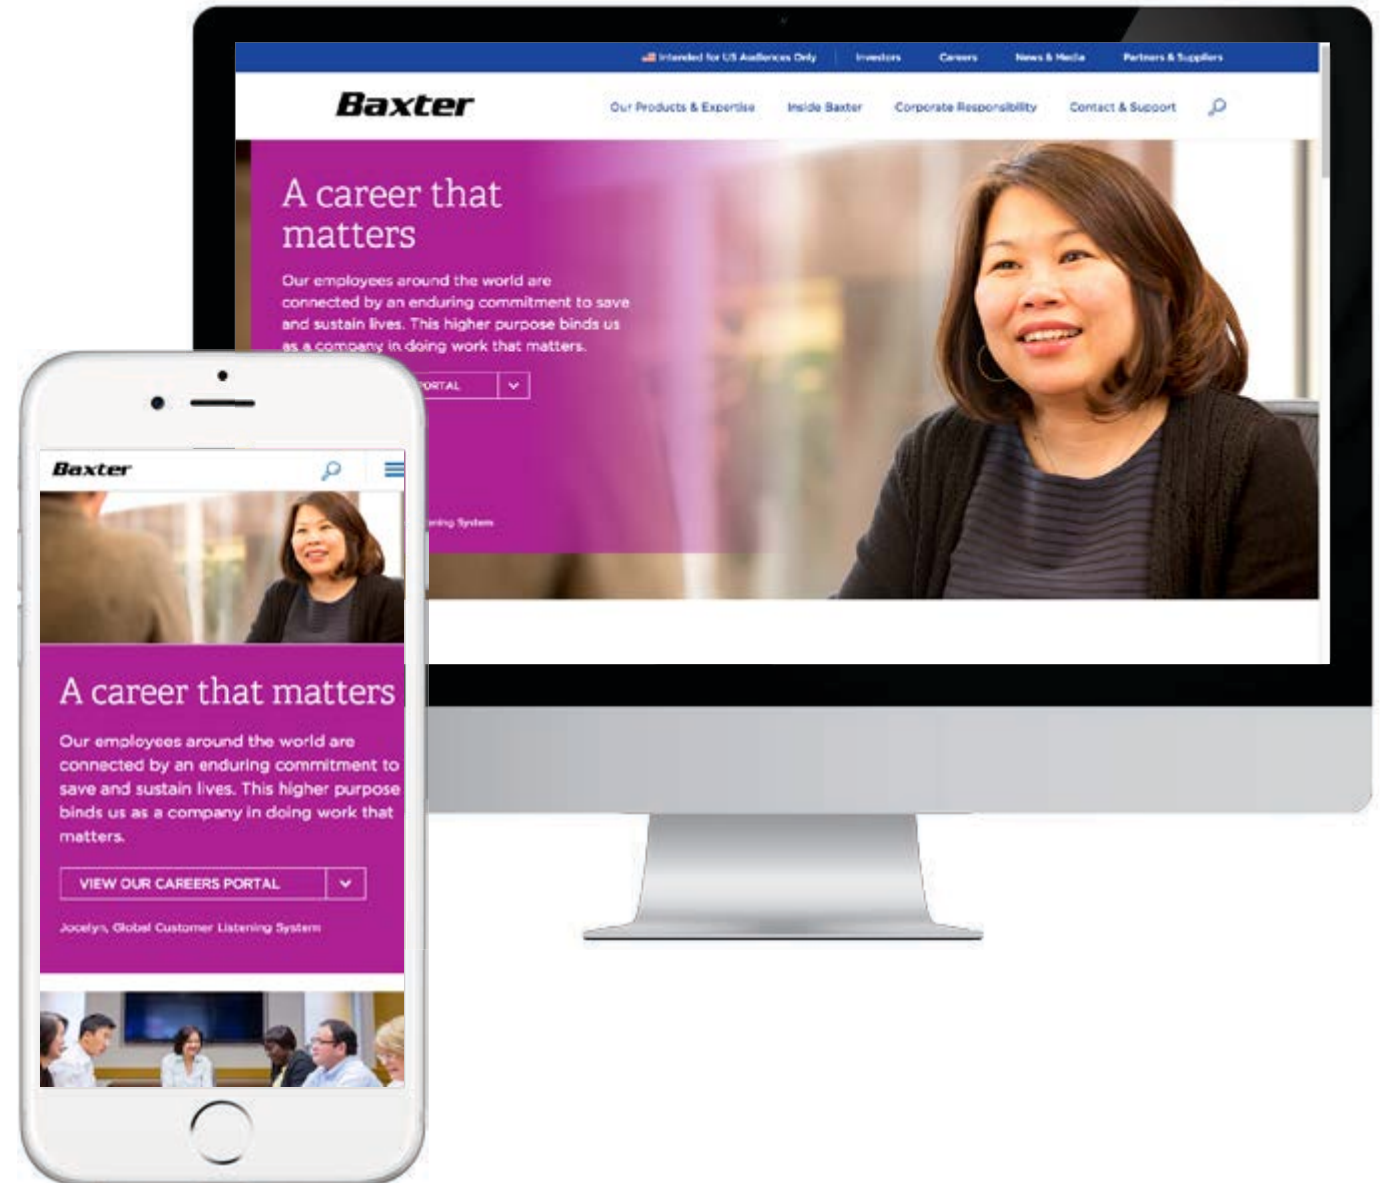 Intended for US Audiences Only
Investors
Careers
News & Media
Partners & Suppliers
Baxter
Our Products & Expertise
Inside Baxter
Corporate Responsibility
Contact & Support
A career that
matters
Our employees around the world are
connected by an enduring commitment to save
and sustain lives. This higher purpose binds us
as a company in doing work that matters.
PORTAL
ening System
Baxter
A career that matters
Our employees around the world are
connected by an enduring commitment to
save and sustain lives. This higher purpose
binds us as a company in doing work that
matters.
VIEW OUR CAREERS PORTAL
Jocelyn, Global Customer Listening System